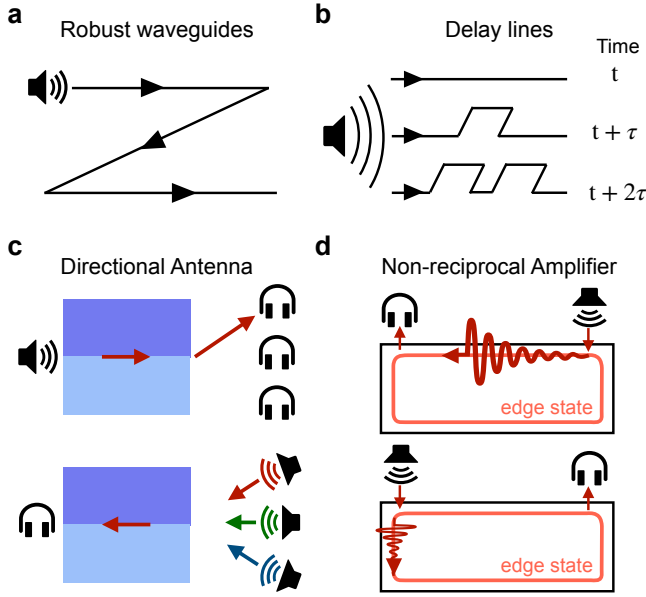 a
Robust waveguides
b
Delay lines
Time
t
t + τ
t + 2τ
c
Directional Antenna
d
Non-reciprocal Amplifier
edge state
edge state